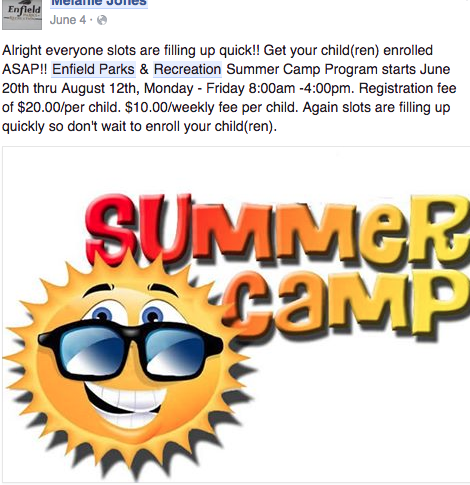 Enfield
Melanie Jones
June 4 ·
Alright everyone slots are filling up quick!! Get your child(ren) enrolled
ASAP!! Enfield Parks & Recreation Summer Camp Program starts June
20th thru August 12th, Monday - Friday 8:00am -4:00pm. Registration fee
of $20.00/per child. $10.00/weekly fee per child. Again slots are filling up
quickly so don't wait to enroll your child(ren).
SUMMeR
CaMP